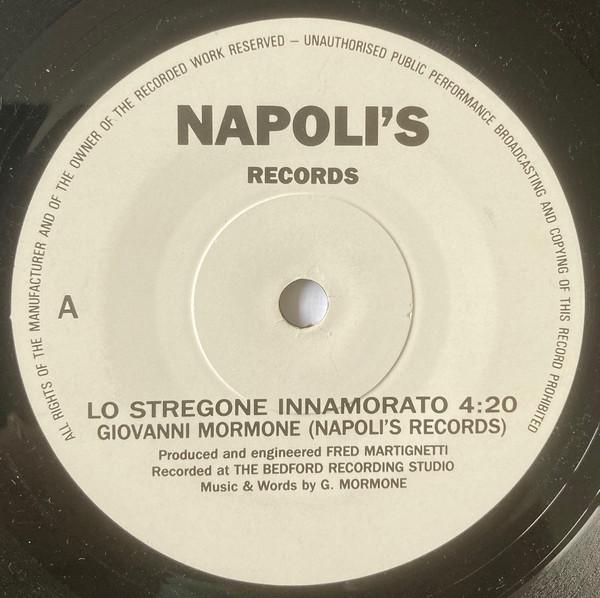 ALL RIGHTS OF THE MANUFACTURER AND OF THE OWNER OF THE RECORDED WORK RESERVED – UNAUTHORISED PUBLIC PERFORMANCE BROADCASTING AND COPYING OF THIS RECORD PROHIBITED
NAPOLI'S
RECORDS
A
LO STREGONE INNAMORATO 4:20
GIOVANNI MORMONE (NAPOLI'S RECORDS)
Produced and engineered FRED MARTIGNETTI
Recorded at THE BEDFORD RECORDING STUDIO
Music & Words by G. MORMONE